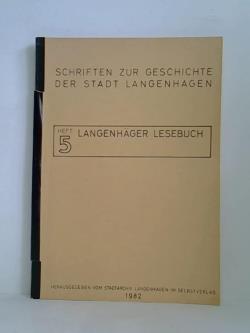 SCHRIFTEN ZUR GESCHICHTE
DER STADT LANGENHAGEN
HEFT
5
LANGENHAGER LESEBUCH
HERAUSGEGEBEN VOM STADTARCHIV LANGENHAGEN IM SELBSTVERLAG
1982